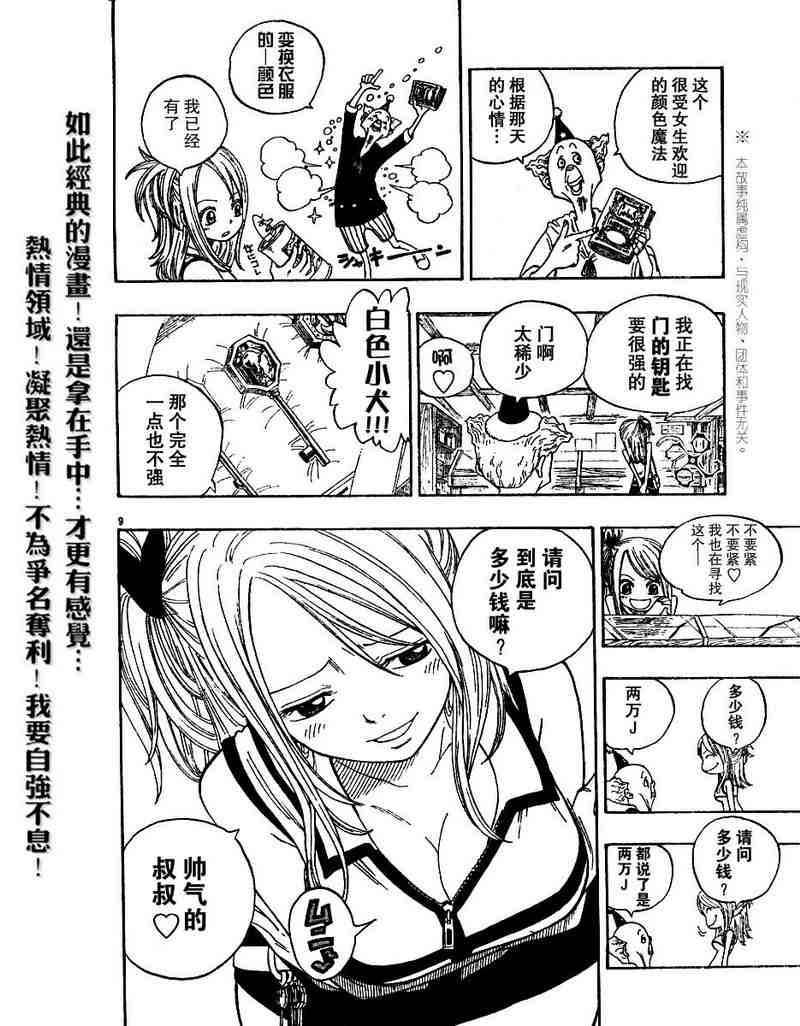 这个
很受女生欢迎
的颜色魔法
根据那天
的心情…
变换衣服
的—颜色
我已经
有了
シャキーーン
※ 本故事纯属虚构、与现实人物、团体和事件无关。
我正在找
门的钥匙
要很强的
门啊
太稀少
啊♡
白色小犬!!!
那个完全
一点也不强
不要紧
不要紧♡
我也在寻找
这个—
多少钱?
两万J
请问
多少钱?
都说了是
两万J
9
请问
到底是
多少钱嘛?
帅气的
叔叔♡
如此經典的漫畫!還是拿在手中…才更有感覺…
熱情領域!凝聚熱情!不為爭名奪利!我要自強不息!